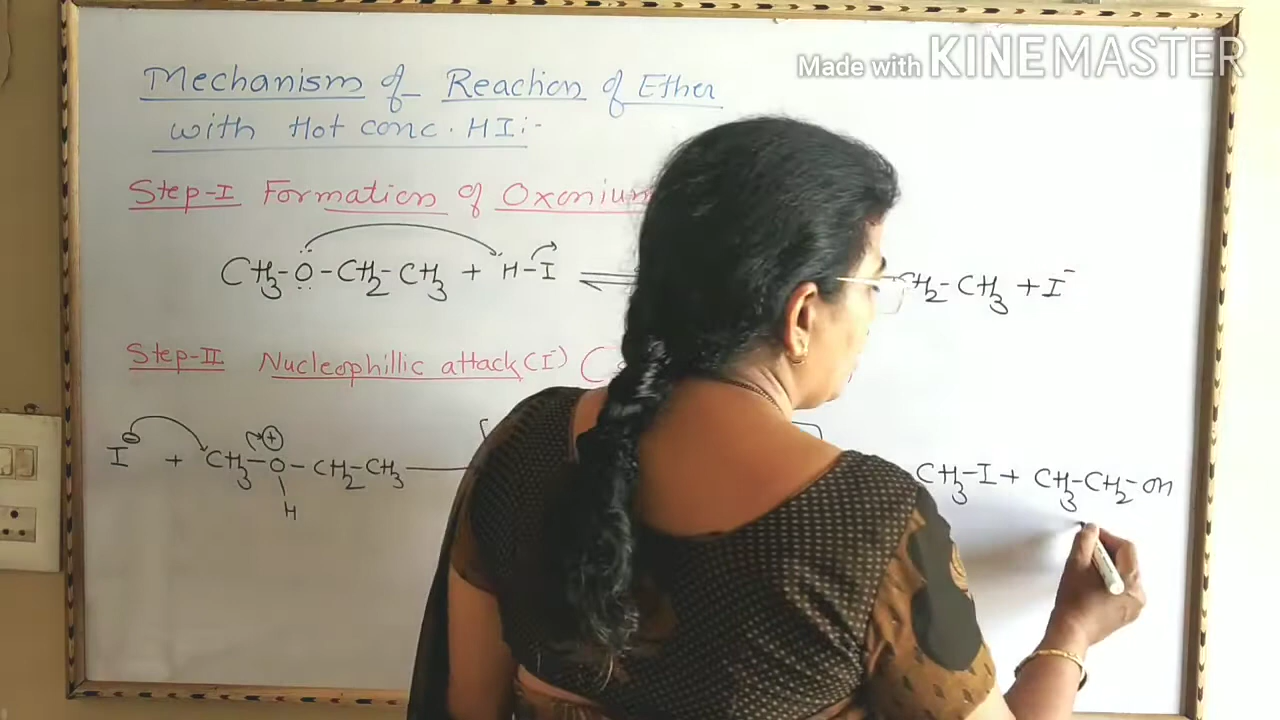 Made with KINEMASTER
Mechanism of Reaction of Ether
with Hot conc. HI:-
Step-I Formation of Oxonium
CH3-O-CH2-CH3 + H-I ⇌ CH2-CH3 + I-
Step-II Nucleophillic attack (I-)
I⊖ + CH3-O-CH2-CH3 CH3-I + CH3-CH2-OH
⊕
H